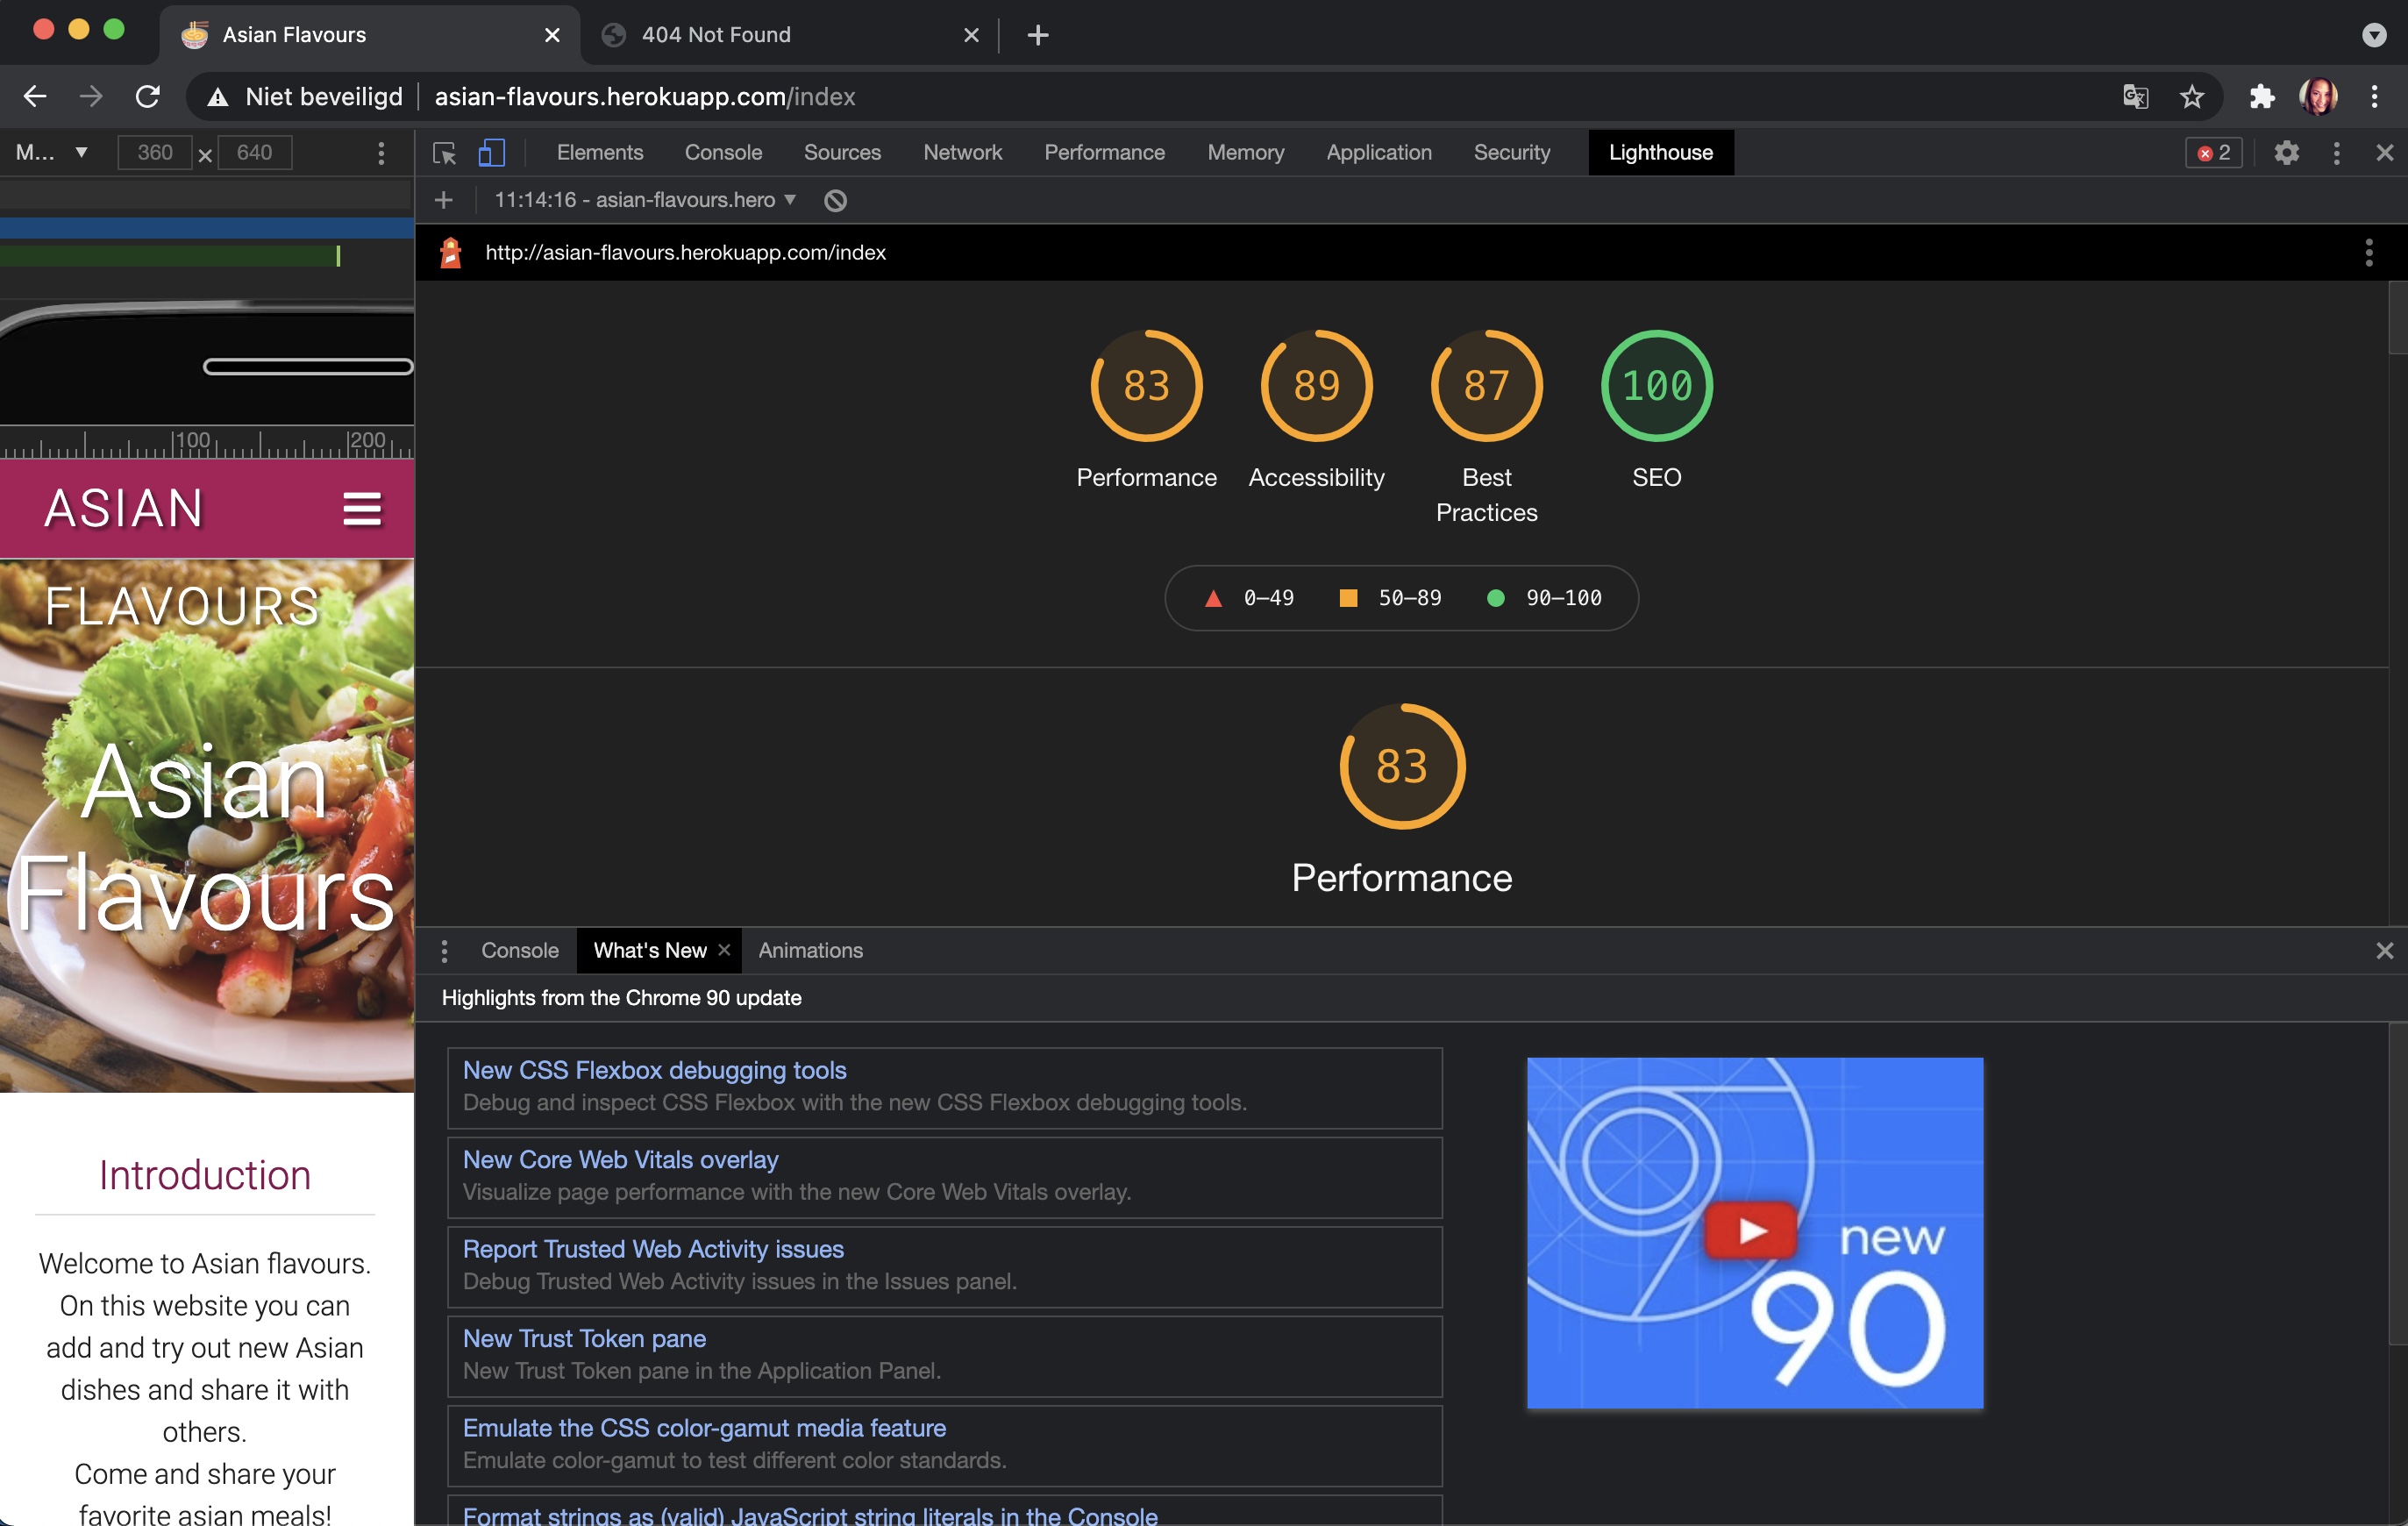 Asian Flavours
404 Not Found
Niet beveiligd
asian-flavours.herokuapp.com/index
M...
360 × 640
Elements
Console
Sources
Network
Performance
Memory
Application
Security
Lighthouse
2
11:14:16 - asian-flavours.hero
http://asian-flavours.herokuapp.com/index
100
200
ASIAN
FLAVOURS
Asian
Flavours
Introduction
Welcome to Asian flavours.
On this website you can
add and try out new Asian
dishes and share it with
others.
Come and share your
favorite asian meals!
83
89
87
100
Performance
Accessibility
Best
Practices
SEO
0–49
50–89
90–100
83
Performance
Console
What's New
Animations
Highlights from the Chrome 90 update
New CSS Flexbox debugging tools
Debug and inspect CSS Flexbox with the new CSS Flexbox debugging tools.
New Core Web Vitals overlay
Visualize page performance with the new Core Web Vitals overlay.
Report Trusted Web Activity issues
Debug Trusted Web Activity issues in the Issues panel.
New Trust Token pane
New Trust Token pane in the Application Panel.
Emulate the CSS color-gamut media feature
Emulate color-gamut to test different color standards.
Format strings as (valid) JavaScript string literals in the Console
new
90